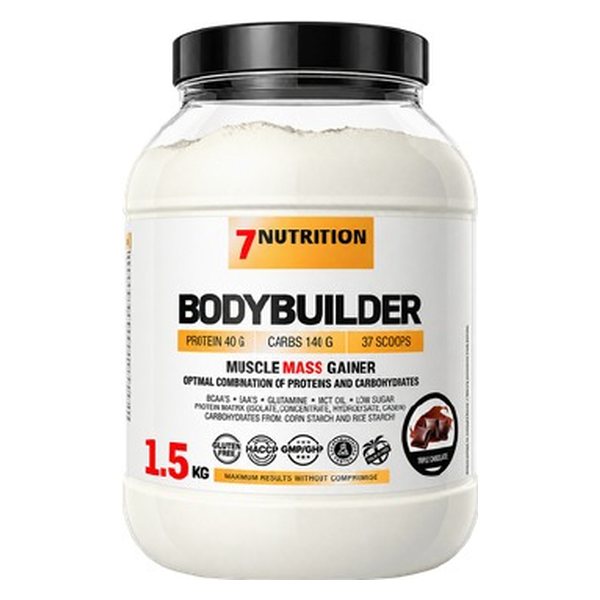 7NUTRITION
BODYBUILDER
PROTEIN 40 G CARBS 140 G 37 SCOOPS
MUSCLE MASS GAINER
OPTIMAL COMBINATION OF PROTEINS AND CARBOHYDRATES
BCAA'S • EAA'S • GLUTAMINE • MCT OIL • LOW SUGAR
PROTEIN MATRIX (ISOLATE, CONCENTRATE, HYDROLYSATE, CASEIN)
CARBOHYDRATES FROM: CORN STARCH AND RICE STARCH!
GLUTEN FREE HACCP GMP/GHP
TRIPLE CHOCOLATE
1.5 KG
MAXIMUM RESULTS WITHOUT COMPROMISE